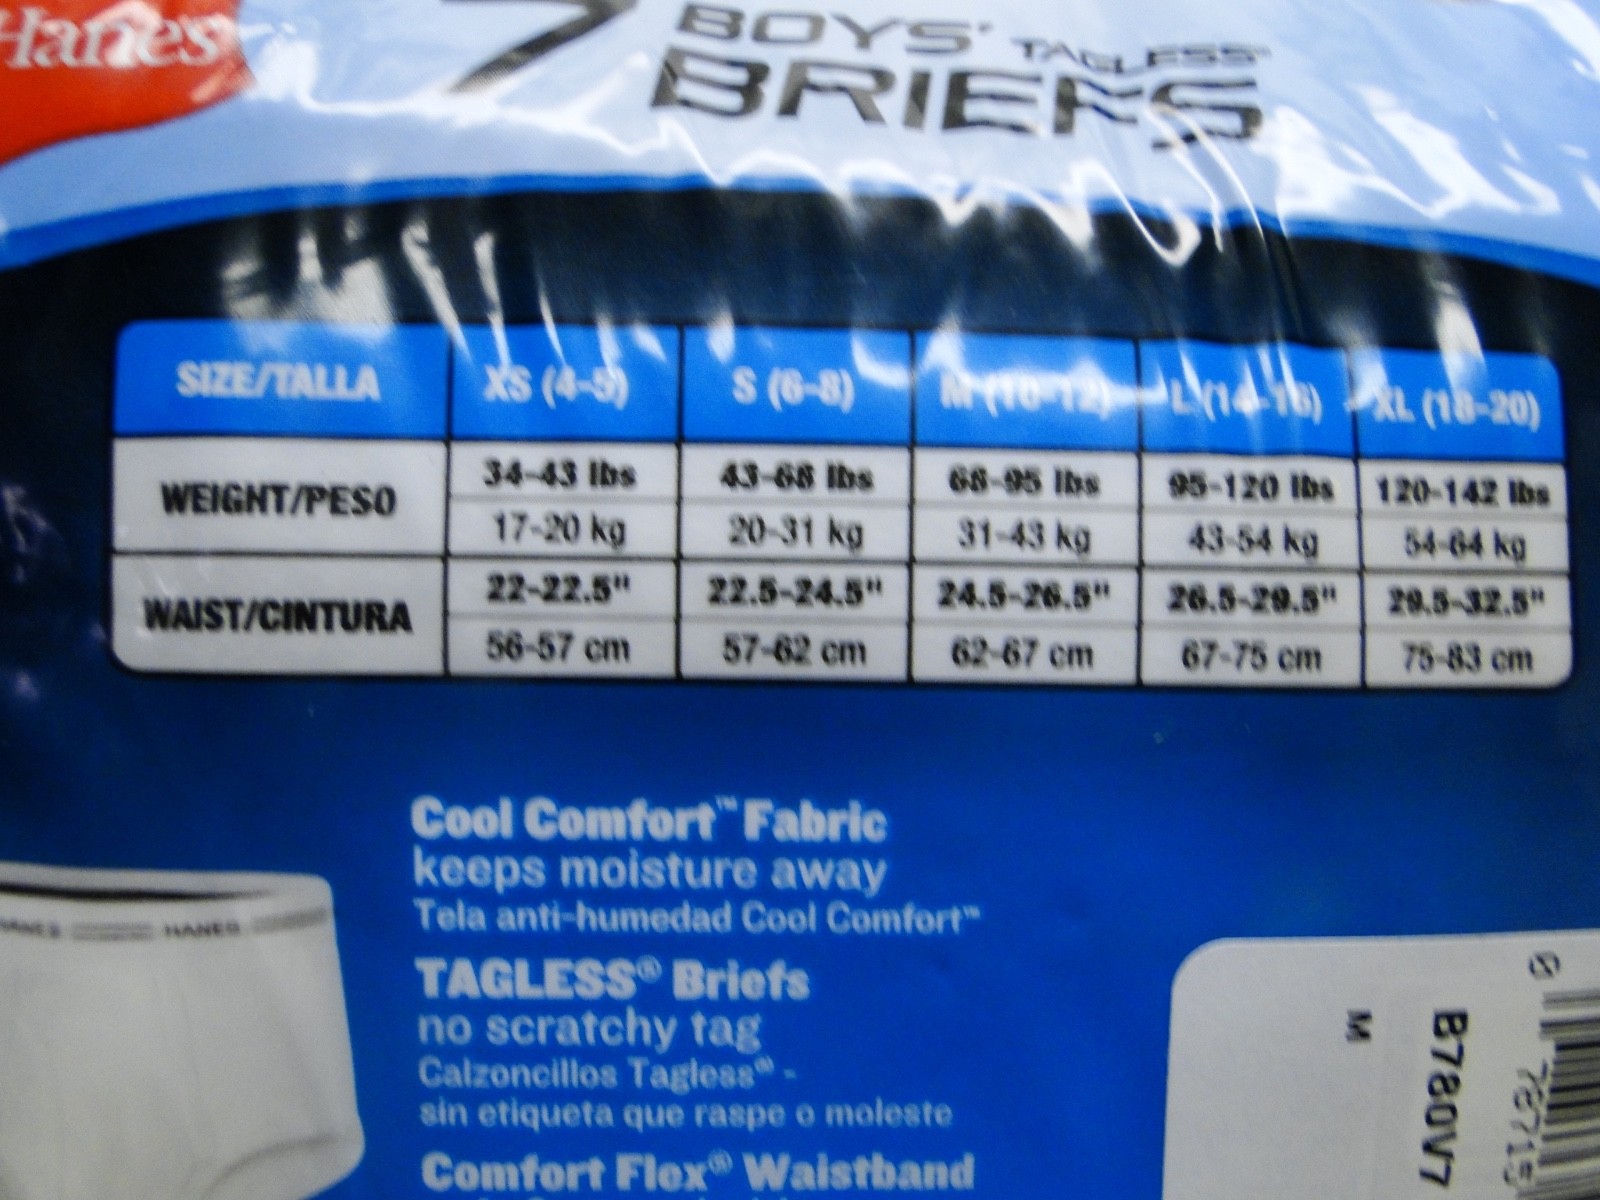 Hanes
7 BOYS' TAGLESS™
BRIEFS
SIZE/TALLA XS (4-5) S (6-8) M (10-12) L (14-16) XL (18-20)
WEIGHT/PESO 34-43 lbs 43-68 lbs 68-95 lbs 95-120 lbs 120-142 lbs
17-20 kg 20-31 kg 31-43 kg 43-54 kg 54-64 kg
WAIST/CINTURA 22-22.5" 22.5-24.5" 24.5-26.5" 26.5-29.5" 29.5-32.5"
56-57 cm 57-62 cm 62-67 cm 67-75 cm 75-83 cm
Cool Comfort™ Fabric
keeps moisture away
Tela anti-humedad Cool Comfort™
TAGLESS® Briefs
no scratchy tag
Calzoncillos Tagless® -
sin etiqueta que raspe o moleste
Comfort Flex® Waistband
HANES
M
B780V7
0